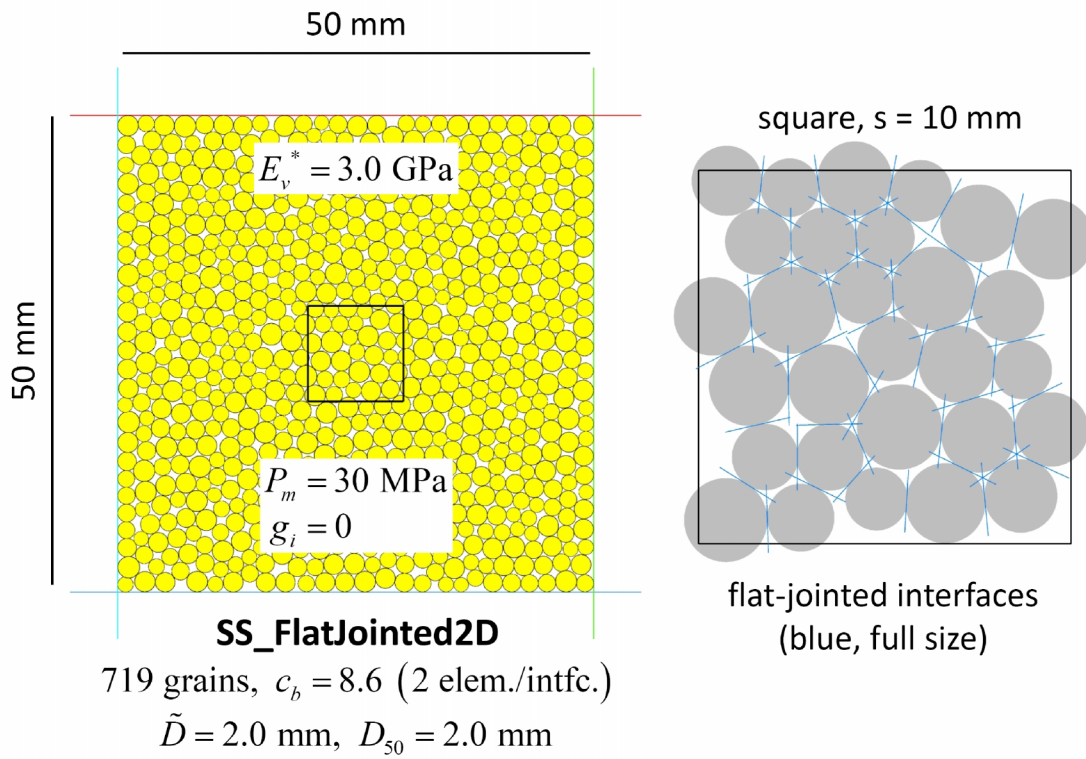 50 mm
50 mm
E_v^* = 3.0 GPa
P_m = 30 MPa
g_i = 0
SS_FlatJointed2D
719 grains, c_b = 8.6 (2 elem./intfc.)
D̃ = 2.0 mm, D_50 = 2.0 mm
square, s = 10 mm
flat-jointed interfaces
(blue, full size)